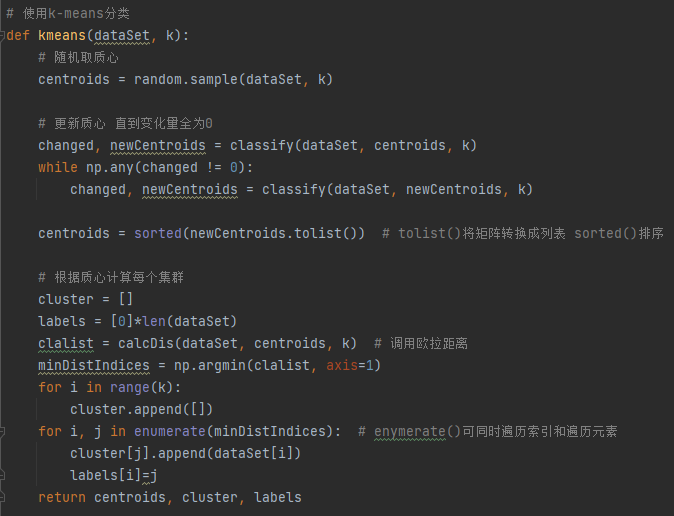 # 使用k-means分类
def kmeans(dataSet, k):
    # 随机取质心
    centroids = random.sample(dataSet, k)
    # 更新质心 直到变化量全为0
    changed, newCentroids = classify(dataSet, centroids, k)
    while np.any(changed != 0):
        changed, newCentroids = classify(dataSet, newCentroids, k)
    centroids = sorted(newCentroids.tolist())  # tolist()将矩阵转换成列表 sorted()排序
    # 根据质心计算每个集群
    cluster = []
    labels = [0]*len(dataSet)
    clalist = calcDis(dataSet, centroids, k)  # 调用欧拉距离
    minDistIndices = np.argmin(clalist, axis=1)
    for i in range(k):
        cluster.append([])
    for i, j in enumerate(minDistIndices):  # enymerate()可同时遍历索引和遍历元素
        cluster[j].append(dataSet[i])
        labels[i]=j
    return centroids, cluster, labels